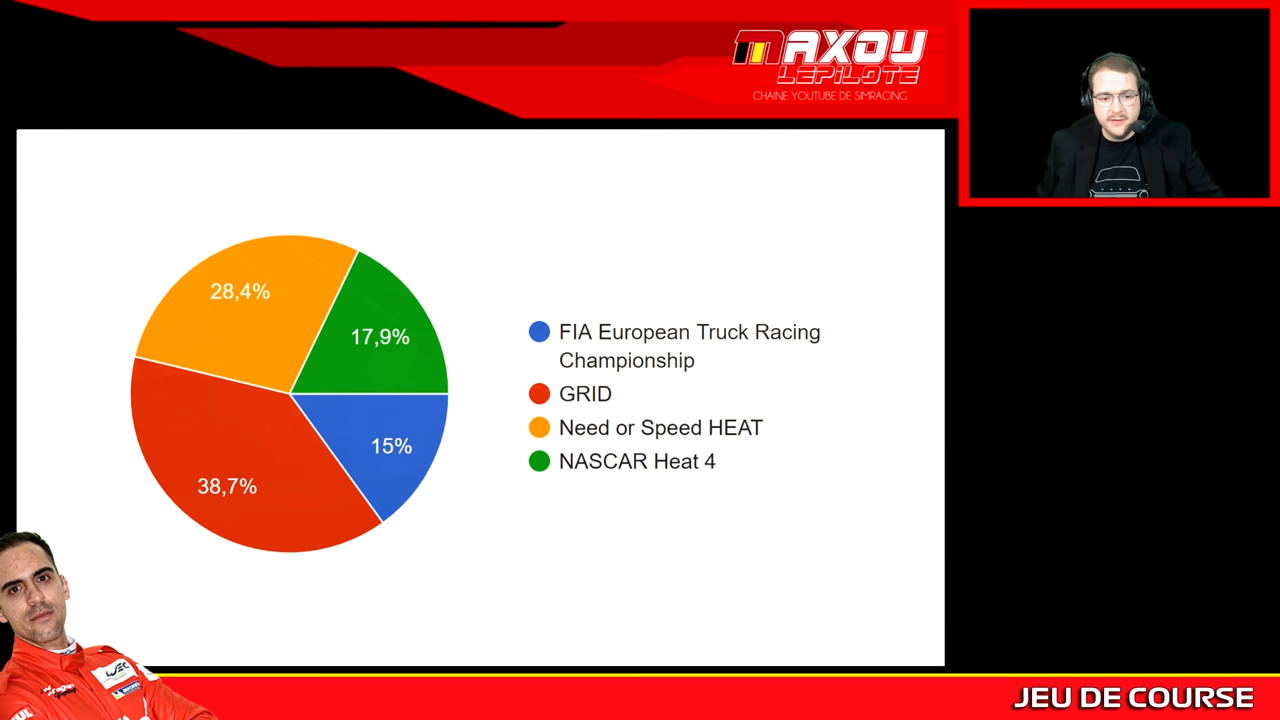 MAXOU
LEPILOTE
CHAINE YOUTUBE DE SIMRACING
28,4%
17,9%
15%
38,7%
FIA European Truck Racing
Championship
GRID
Need or Speed HEAT
NASCAR Heat 4
WEC
JEU DE COURSE